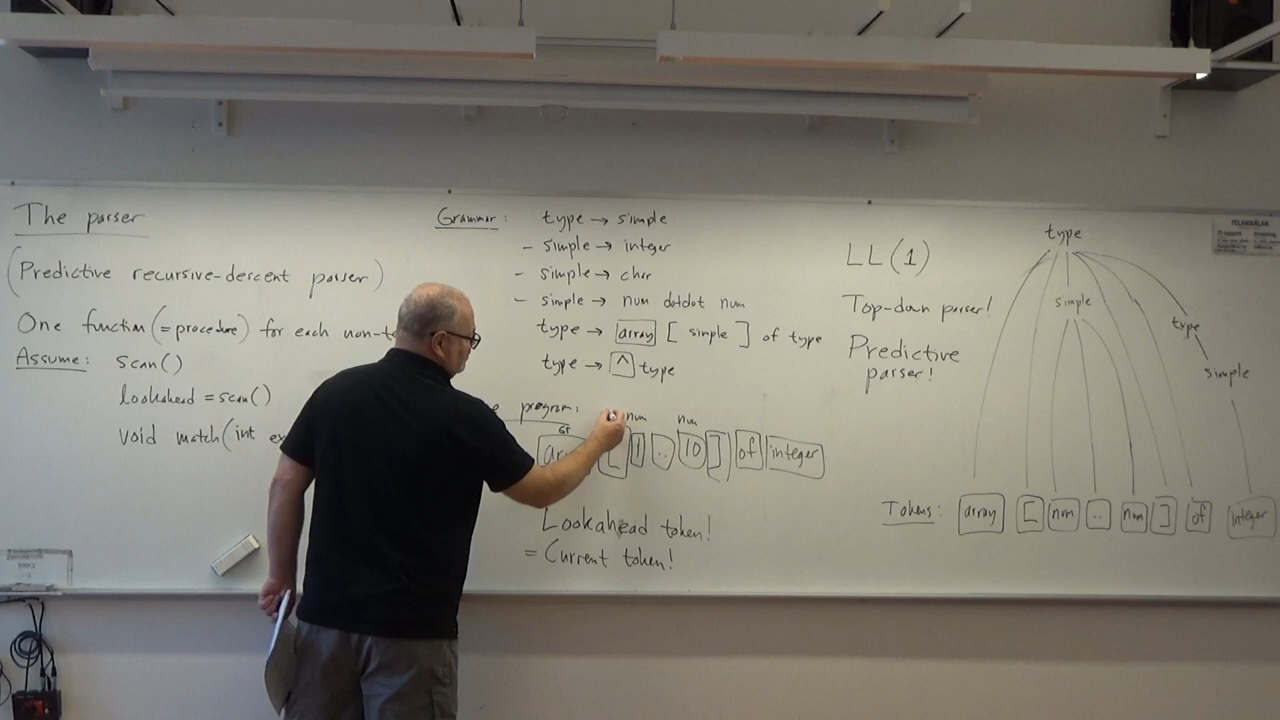 The parser
(Predictive recursive-descent parser)
One function (= procedure) for each non-te
Assume: scan()
lookahead = scan()
void match(int ex
Grammar: type → simple
- simple → integer
- simple → char
- simple → num dotdot num
type → array [ simple ] of type
type → ^ type
program:
num num
[ 1 .. 10 ] of integer
Lookahead token!
= Current token!
LL(1)
Top-down parser!
Predictive
parser!
type
simple
type
simple
Tokens: array [ num .. num ] of integer
FELANMÄLAN